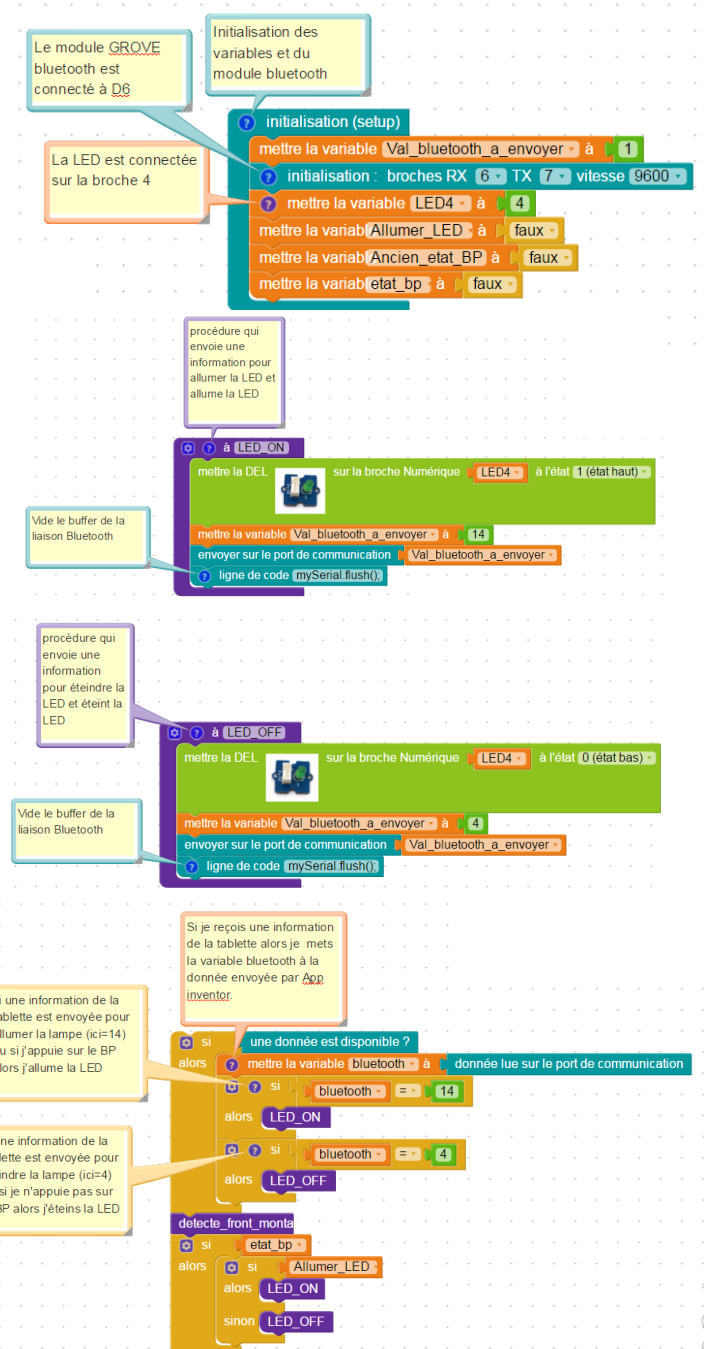 Initialisation des
variables et du
module bluetooth
Le module GROVE
bluetooth est
connecté à D6
initialisation (setup)
mettre la variable Val_bluetooth_a_envoyer à 1
La LED est connectée
sur la broche 4
initialisation : broches RX 6 TX 7 vitesse 9600
mettre la variable LED4 à 4
mettre la variab Allumer_LED à faux
mettre la variab Ancien_etat_BP à faux
mettre la variab etat_bp à faux
procédure qui
envoie une
information pour
allumer la LED et
allume la LED
à LED_ON
mettre la DEL sur la broche Numérique LED4 à l'état 1 (état haut)
Vide le buffer de la
liaison Bluetooth
mettre la variable Val_bluetooth_a_envoyer à 14
envoyer sur le port de communication Val_bluetooth_a_envoyer
ligne de code mySerial.flush();
procédure qui
envoie une
information
pour éteindre la
LED et éteint la
LED
à LED_OFF
mettre la DEL sur la broche Numérique LED4 à l'état 0 (état bas)
Vide le buffer de la
liaison Bluetooth
mettre la variable Val_bluetooth_a_envoyer à 4
envoyer sur le port de communication Val_bluetooth_a_envoyer
ligne de code mySerial.flush();
Si je reçois une information
de la tablette alors je mets
la variable bluetooth à la
donnée envoyée par App
inventor.
i une information de la
ablette est envoyée pour
llumer la lampe (ici=14)
u si j'appuie sur le BP
lors j'allume la LED
si une donnée est disponible ?
alors mettre la variable bluetooth à donnée lue sur le port de communication
si bluetooth = 14
alors LED_ON
ne information de la
lette est envoyée pour
indre la lampe (ici=4)
si je n'appuie pas sur
BP alors j'éteins la LED
si bluetooth = 4
alors LED_OFF
detecte_front_monta
si etat_bp
alors si Allumer_LED
alors LED_ON
sinon LED_OFF